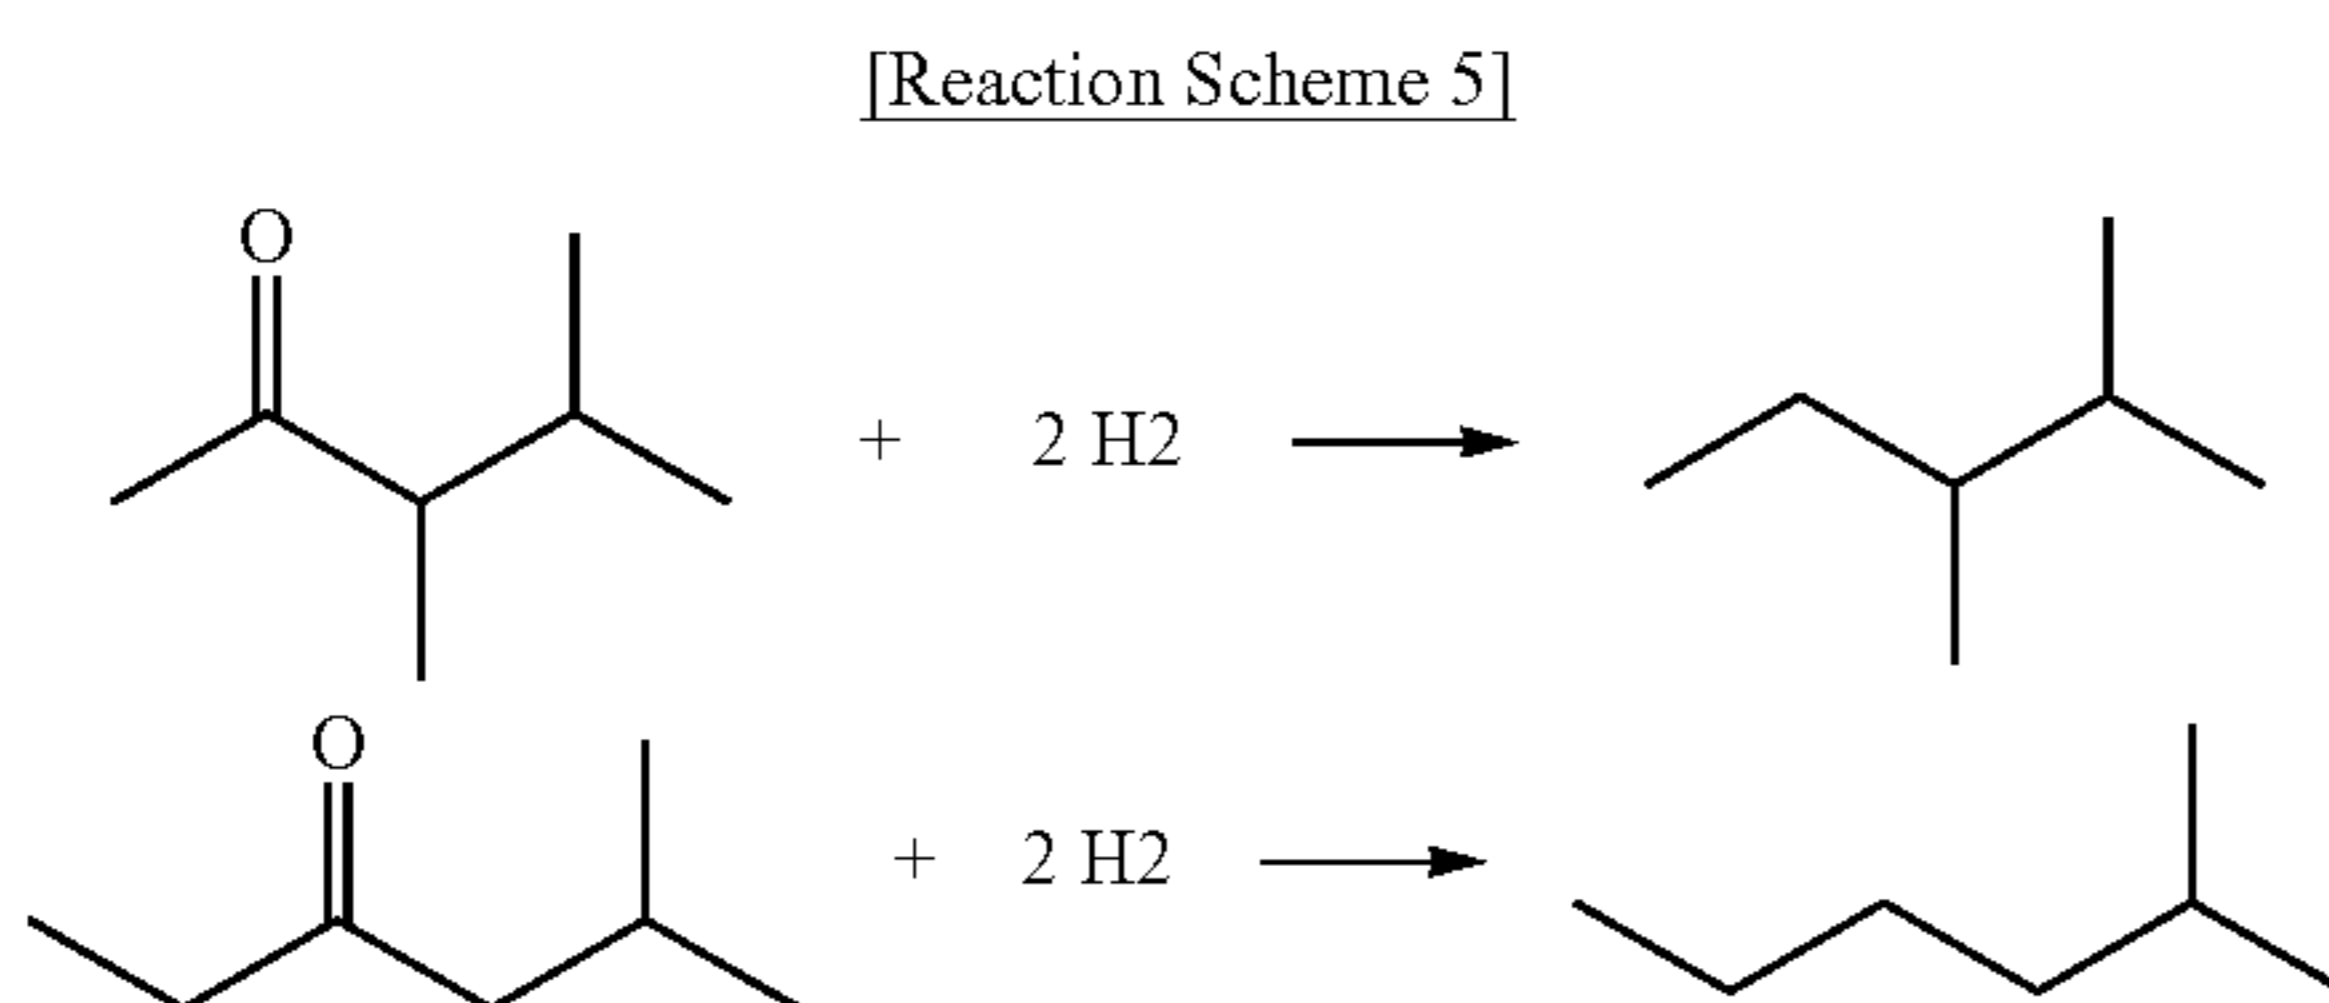 [Reaction Scheme 5]
O
+ 2 H2
O
+ 2 H2